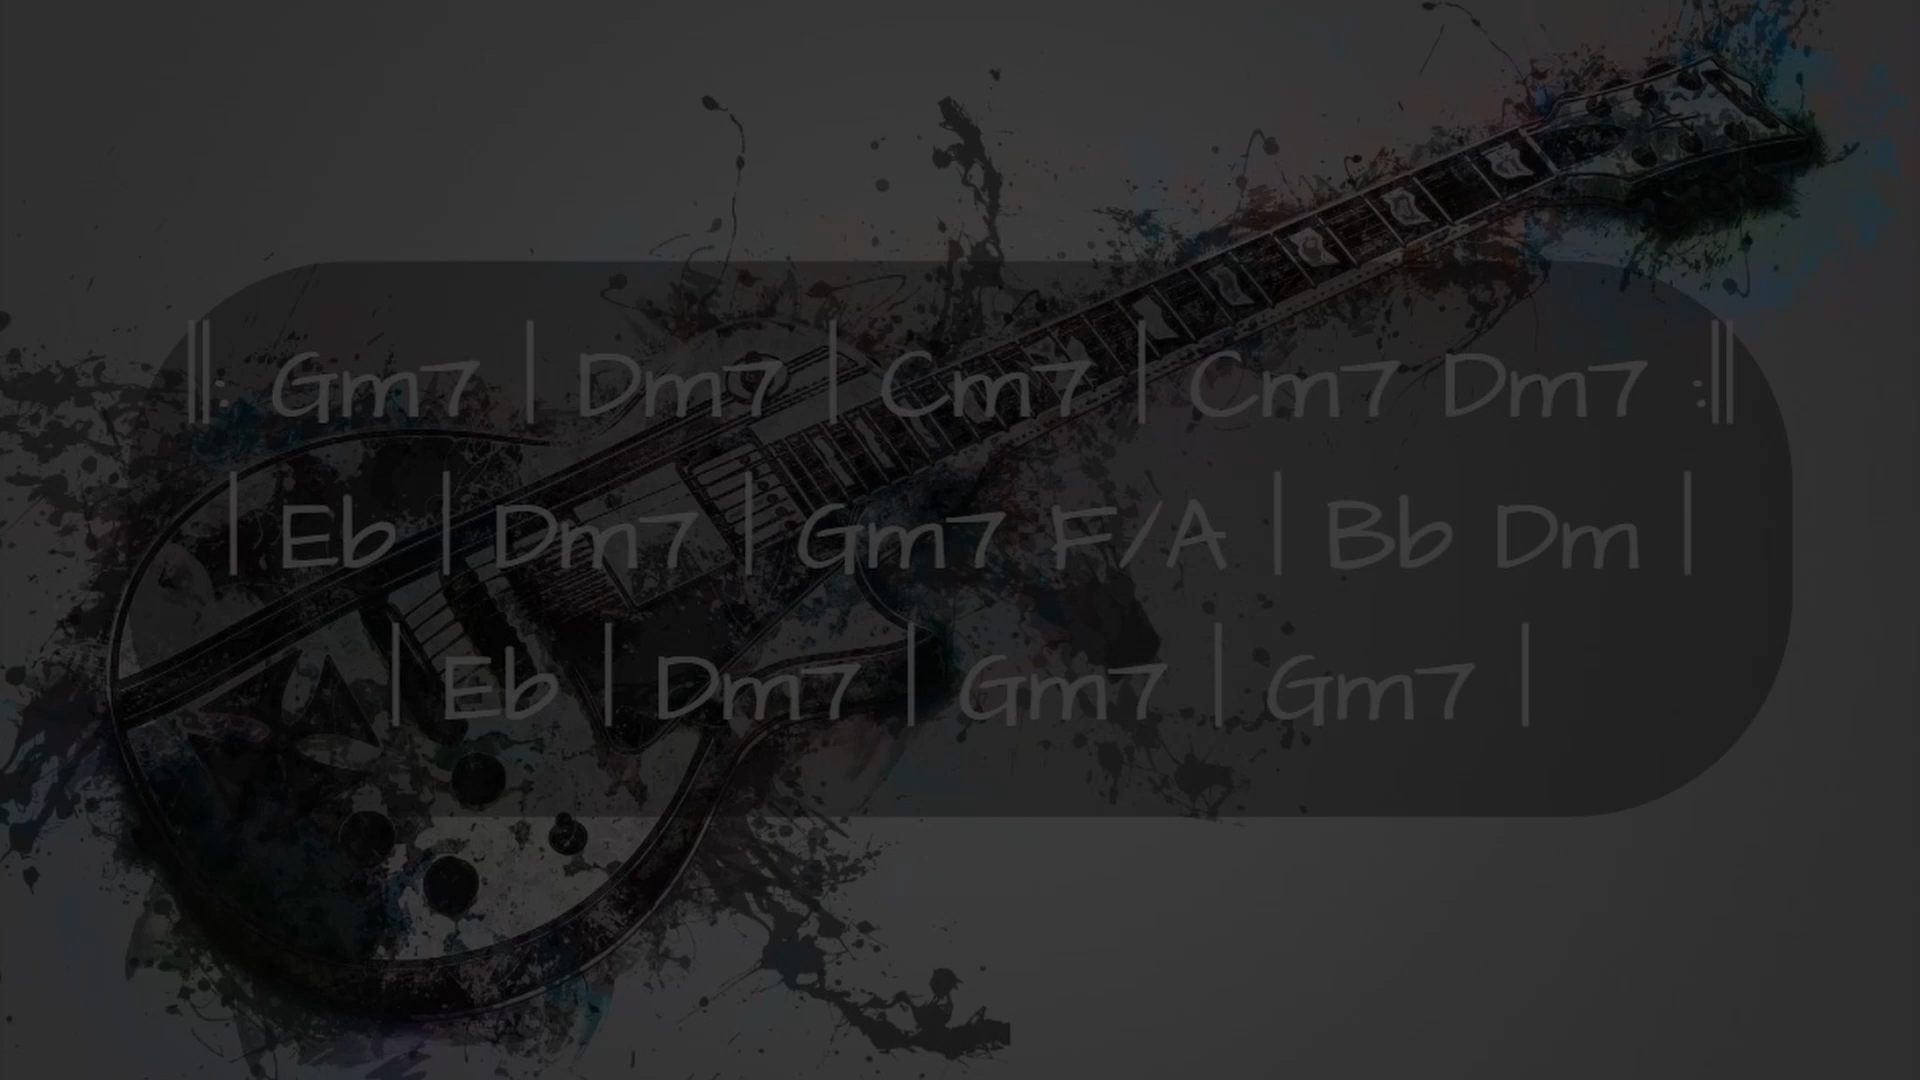 ‖: Gm7 | Dm7 | Cm7 | Cm7 Dm7 :‖
| Eb | Dm7 | Gm7 F/A | Bb Dm |
| Eb | Dm7 | Gm7 | Gm7 |